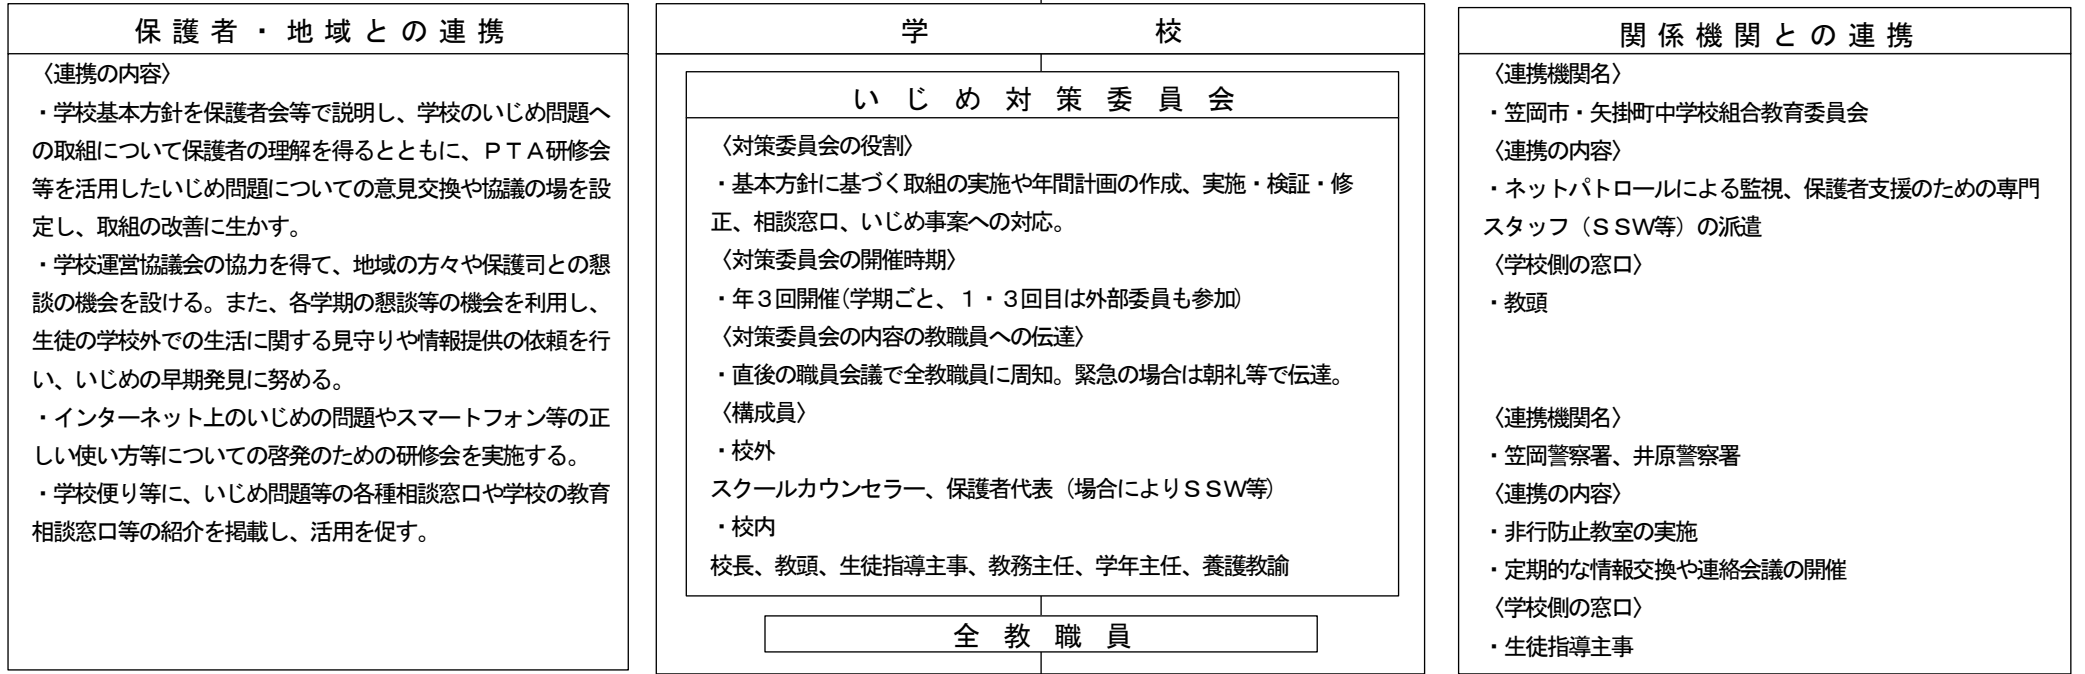 保護者・地域との連携
〈連携の内容〉
・学校基本方針を保護者会等で説明し、学校のいじめ問題へ
の取組について保護者の理解を得るとともに、ＰＴＡ研修会
等を活用したいじめ問題についての意見交換や協議の場を設
定し、取組の改善に生かす。
・学校運営協議会の協力を得て、地域の方々や保護司との懇
談の機会を設ける。また、各学期の懇談等の機会を利用し、
生徒の学校外での生活に関する見守りや情報提供の依頼を行
い、いじめの早期発見に努める。
・インターネット上のいじめの問題やスマートフォン等の正
しい使い方等についての啓発のための研修会を実施する。
・学校便り等に、いじめ問題等の各種相談窓口や学校の教育
相談窓口等の紹介を掲載し、活用を促す。
学校
いじめ対策委員会
〈対策委員会の役割〉
・基本方針に基づく取組の実施や年間計画の作成、実施・検証・修
正、相談窓口、いじめ事案への対応。
〈対策委員会の開催時期〉
・年３回開催(学期ごと、１・３回目は外部委員も参加)
〈対策委員会の内容の教職員への伝達〉
・直後の職員会議で全教職員に周知。緊急の場合は朝礼等で伝達。
〈構成員〉
・校外
スクールカウンセラー、保護者代表（場合によりＳＳＷ等）
・校内
校長、教頭、生徒指導主事、教務主任、学年主任、養護教諭
全教職員
関係機関との連携
〈連携機関名〉
・笠岡市・矢掛町中学校組合教育委員会
〈連携の内容〉
・ネットパトロールによる監視、保護者支援のための専門
スタッフ（ＳＳＷ等）の派遣
〈学校側の窓口〉
・教頭
〈連携機関名〉
・笠岡警察署、井原警察署
〈連携の内容〉
・非行防止教室の実施
・定期的な情報交換や連絡会議の開催
〈学校側の窓口〉
・生徒指導主事